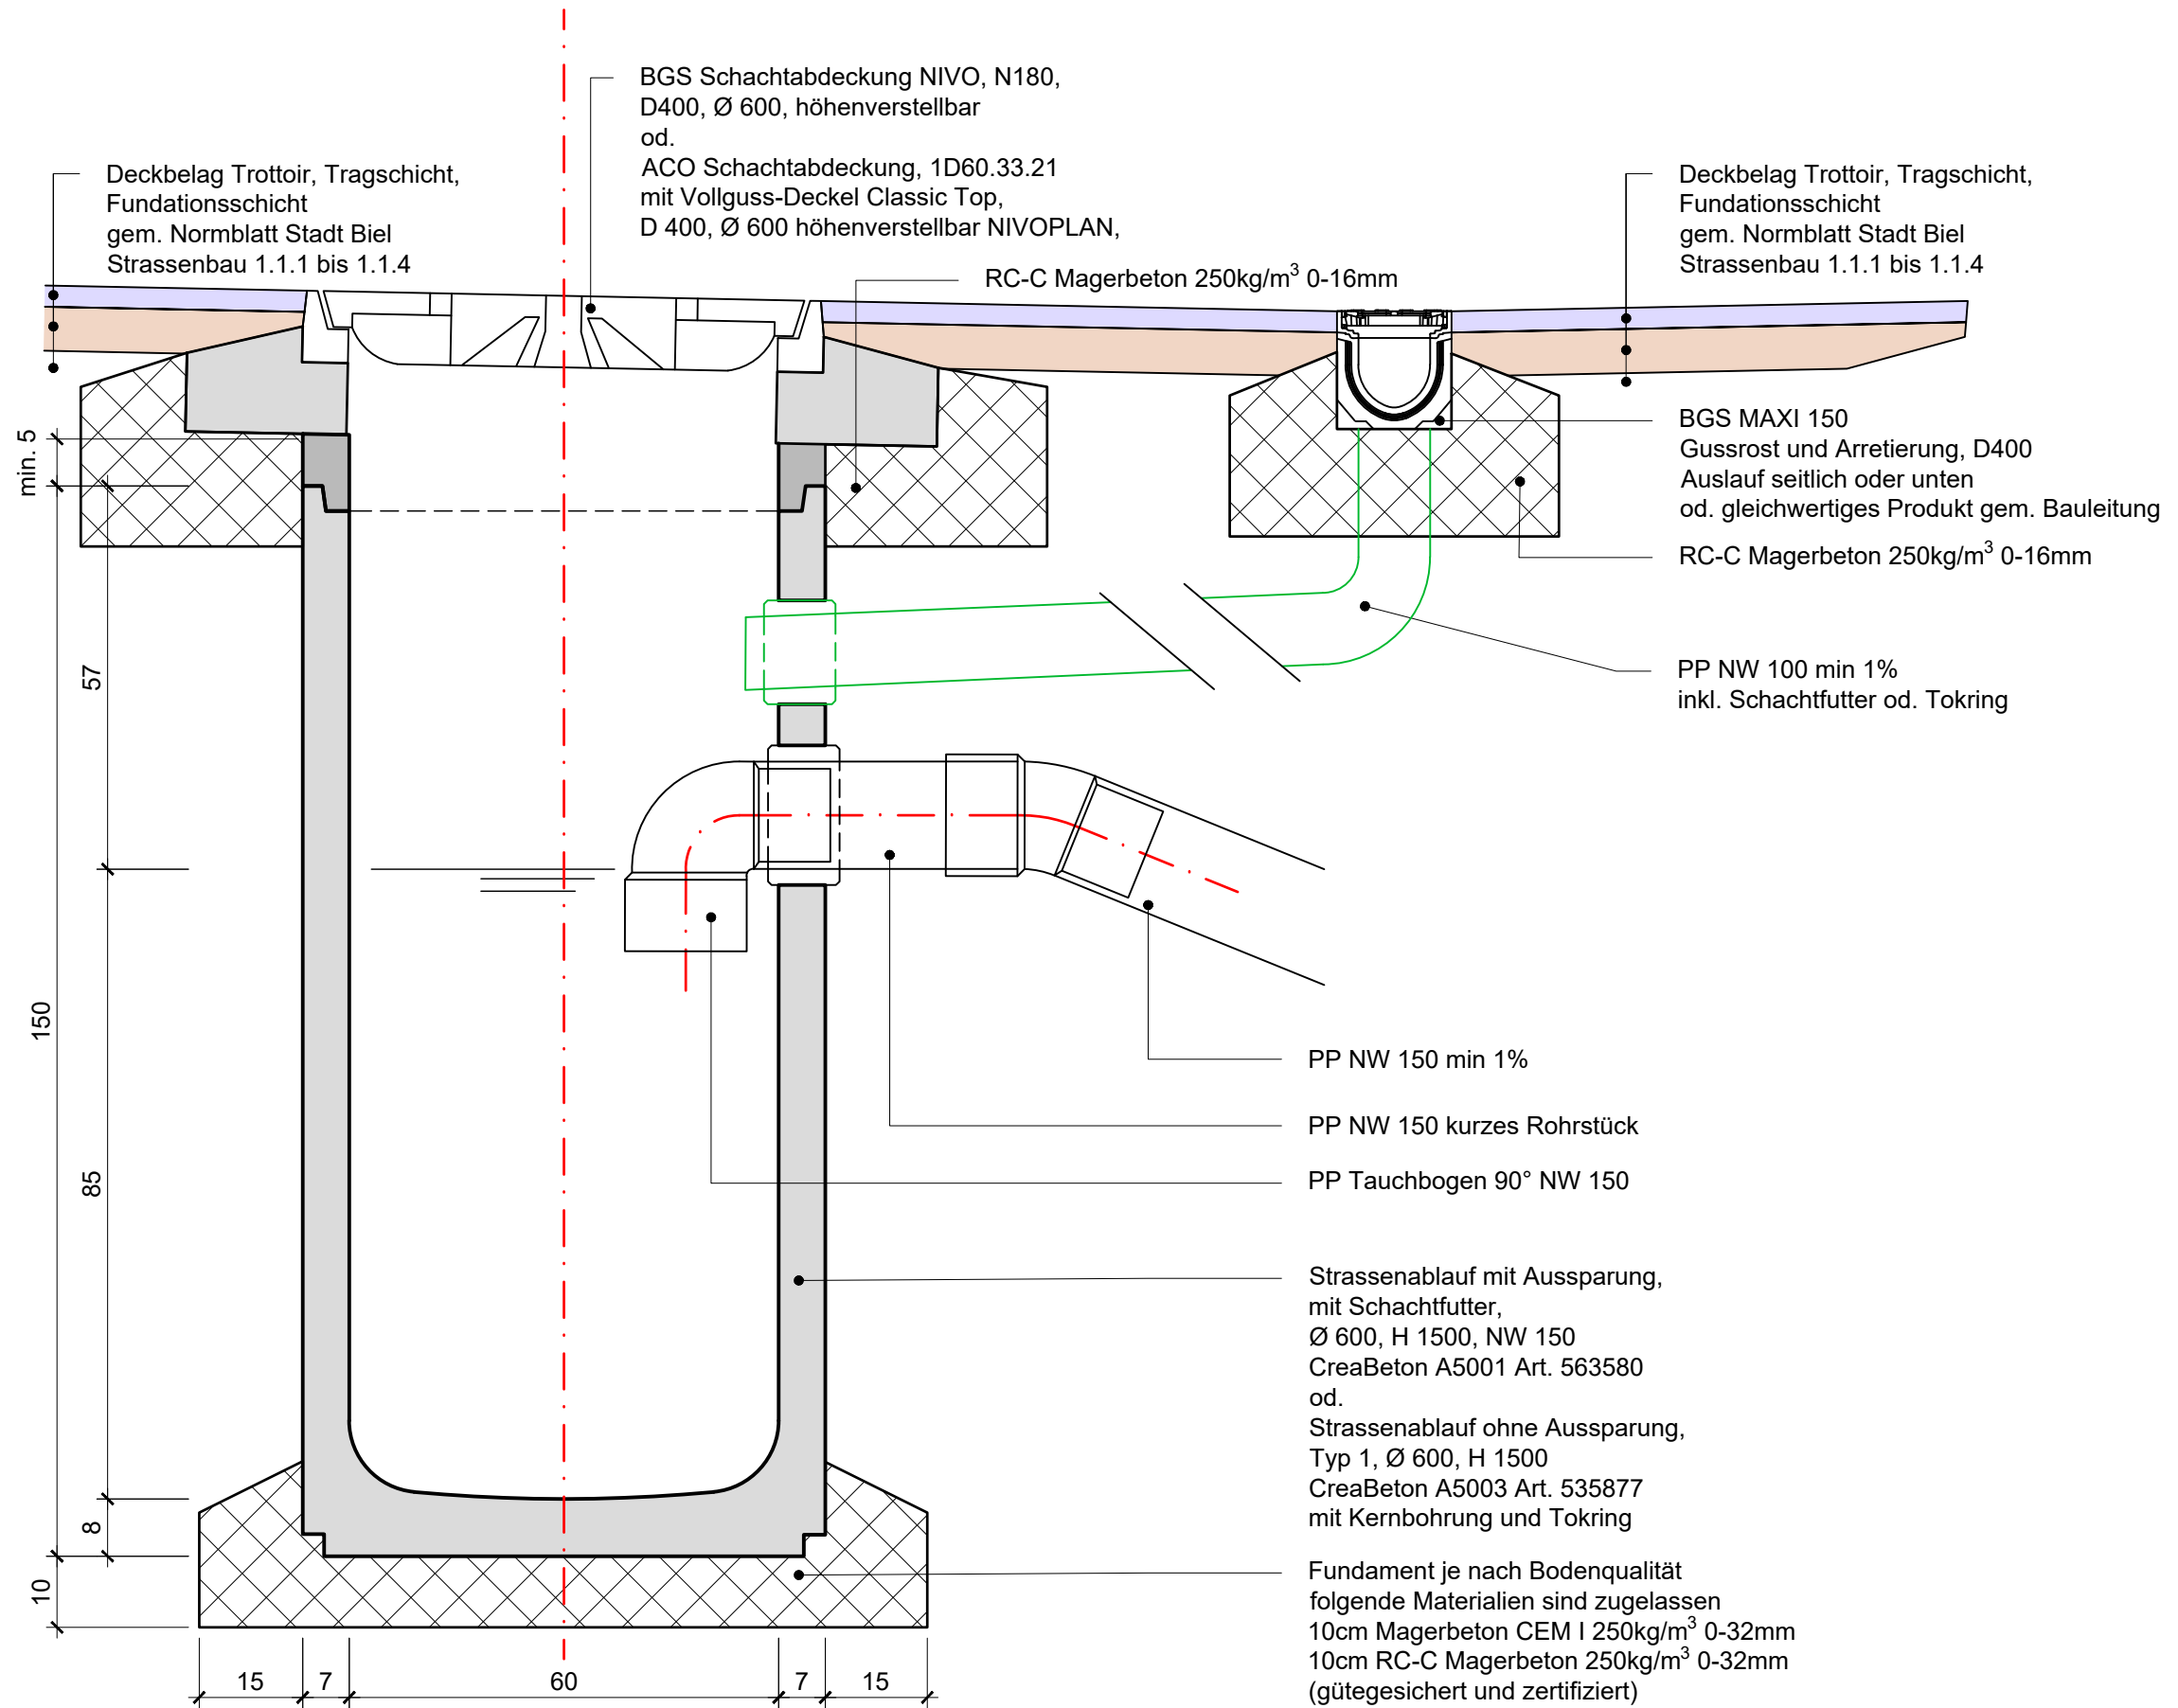 BGS Schachtabdeckung NIVO, N180,
D400, Ø 600, höhenverstellbar
od.
ACO Schachtabdeckung, 1D60.33.21
mit Vollguss-Deckel Classic Top,
D 400, Ø 600 höhenverstellbar NIVOPLAN,
Deckbelag Trottoir, Tragschicht,
Fundationsschicht
gem. Normblatt Stadt Biel
Strassenbau 1.1.1 bis 1.1.4
Deckbelag Trottoir, Tragschicht,
Fundationsschicht
gem. Normblatt Stadt Biel
Strassenbau 1.1.1 bis 1.1.4
RC-C Magerbeton 250kg/m³ 0-16mm
BGS MAXI 150
Gussrost und Arretierung, D400
Auslauf seitlich oder unten
od. gleichwertiges Produkt gem. Bauleitung
RC-C Magerbeton 250kg/m³ 0-16mm
PP NW 100 min 1%
inkl. Schachtfutter od. Tokring
min. 5
57
150
85
8
10
PP NW 150 min 1%
PP NW 150 kurzes Rohrstück
PP Tauchbogen 90° NW 150
Strassenablauf mit Aussparung,
mit Schachtfutter,
Ø 600, H 1500, NW 150
CreaBeton A5001 Art. 563580
od.
Strassenablauf ohne Aussparung,
Typ 1, Ø 600, H 1500
CreaBeton A5003 Art. 535877
mit Kernbohrung und Tokring
Fundament je nach Bodenqualität
folgende Materialien sind zugelassen
10cm Magerbeton CEM I 250kg/m³ 0-32mm
10cm RC-C Magerbeton 250kg/m³ 0-32mm
(gütegesichert und zertifiziert)
15 7 60 7 15